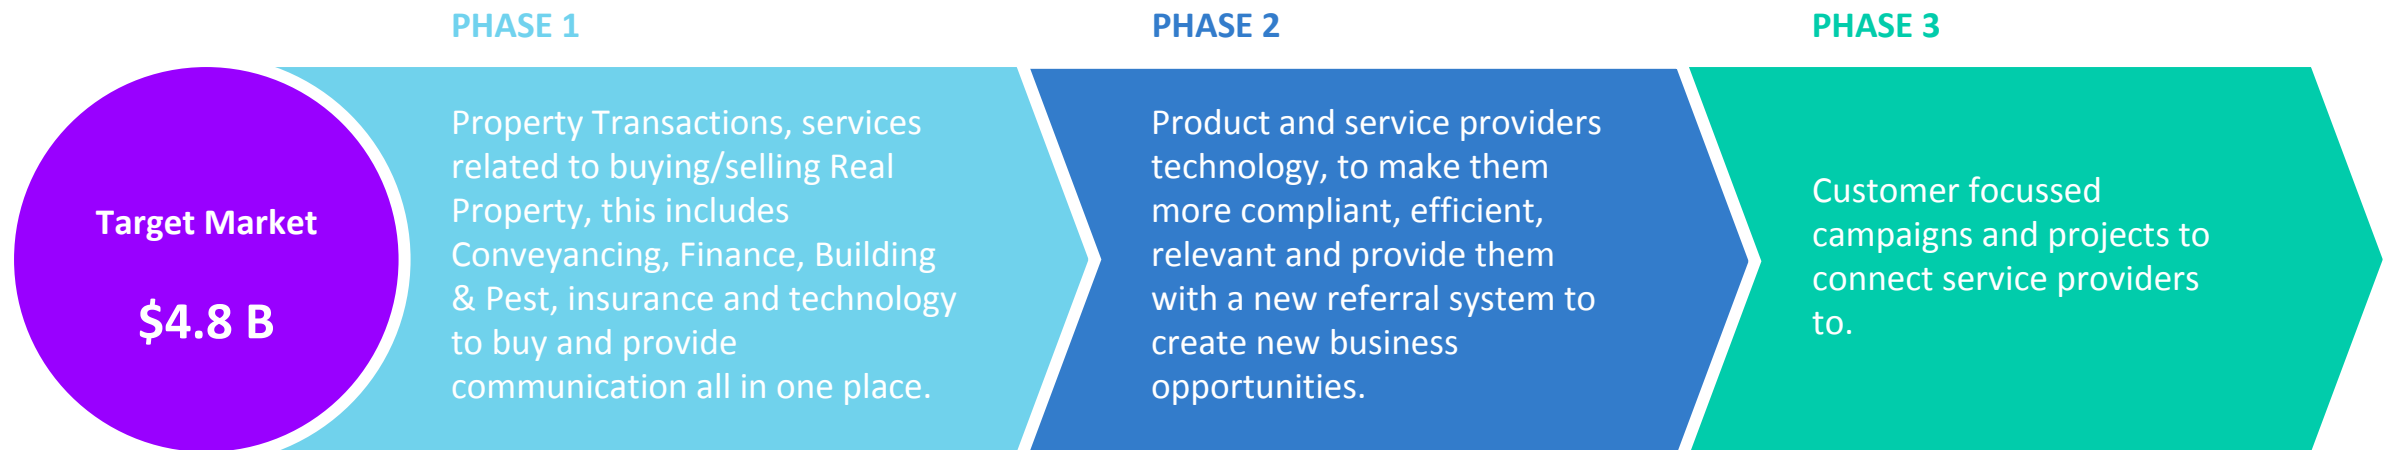 PHASE 1
PHASE 2
PHASE 3
Target Market
$4.8 B
Property Transactions, services
related to buying/selling Real
Property, this includes
Conveyancing, Finance, Building
& Pest, insurance and technology
to buy and provide
communication all in one place.
Product and service providers
technology, to make them
more compliant, efficient,
relevant and provide them
with a new referral system to
create new business
opportunities.
Customer focussed
campaigns and projects to
connect service providers
to.